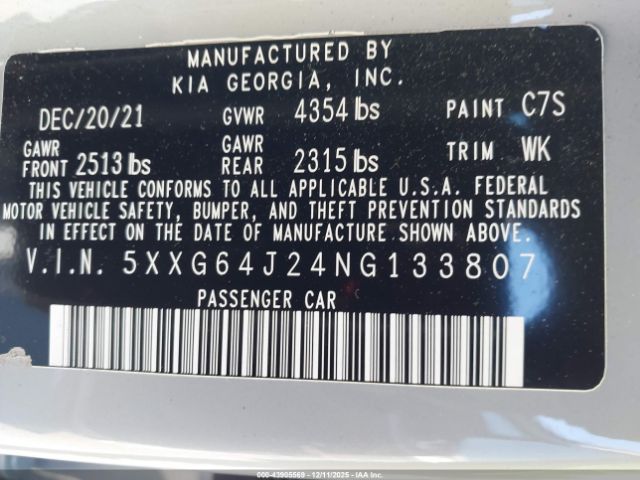 MANUFACTURED BY
KIA GEORGIA, INC.
DEC/20/21 GVWR 4354 lbs PAINT C7S
GAWR FRONT 2513 lbs GAWR REAR 2315 lbs TRIM WK
THIS VEHICLE CONFORMS TO ALL APPLICABLE U.S.A. FEDERAL
MOTOR VEHICLE SAFETY, BUMPER, AND THEFT PREVENTION STANDARDS
IN EFFECT ON THE DATE OF MANUFACTURE SHOWN ABOVE.
V.I.N. 5XXG64J24NG133807
PASSENGER CAR
00-43905569 - 12/11/2025 - IAA Inc.